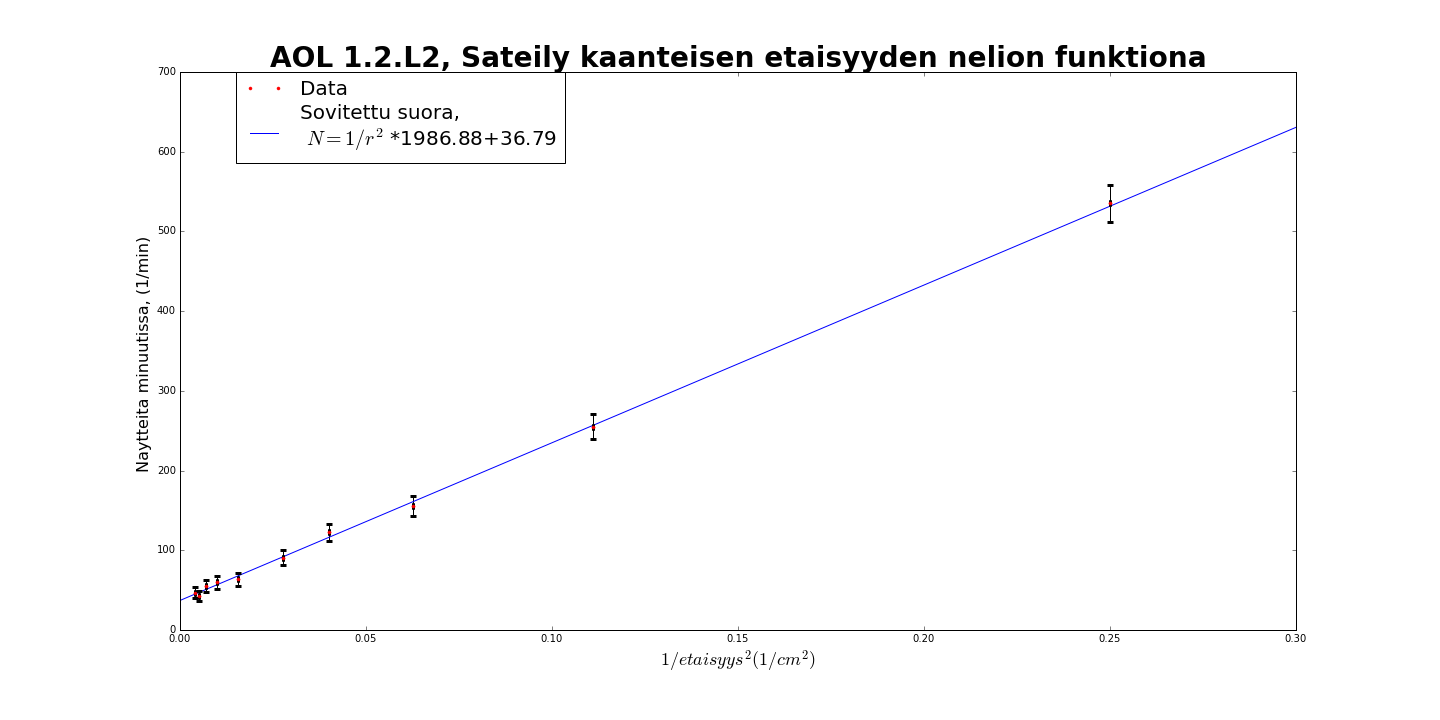 AOL 1.2.L2, Sateily kaanteisen etaisyyden nelion funktiona
Data
Sovitettu suora,
N=1/r² *1986.88+36.79
Naytteita minuutissa, (1/min)
700
600
500
400
300
200
100
0
0.00 0.05 0.10 0.15 0.20 0.25 0.30
1/etaisyys²(1/cm²)